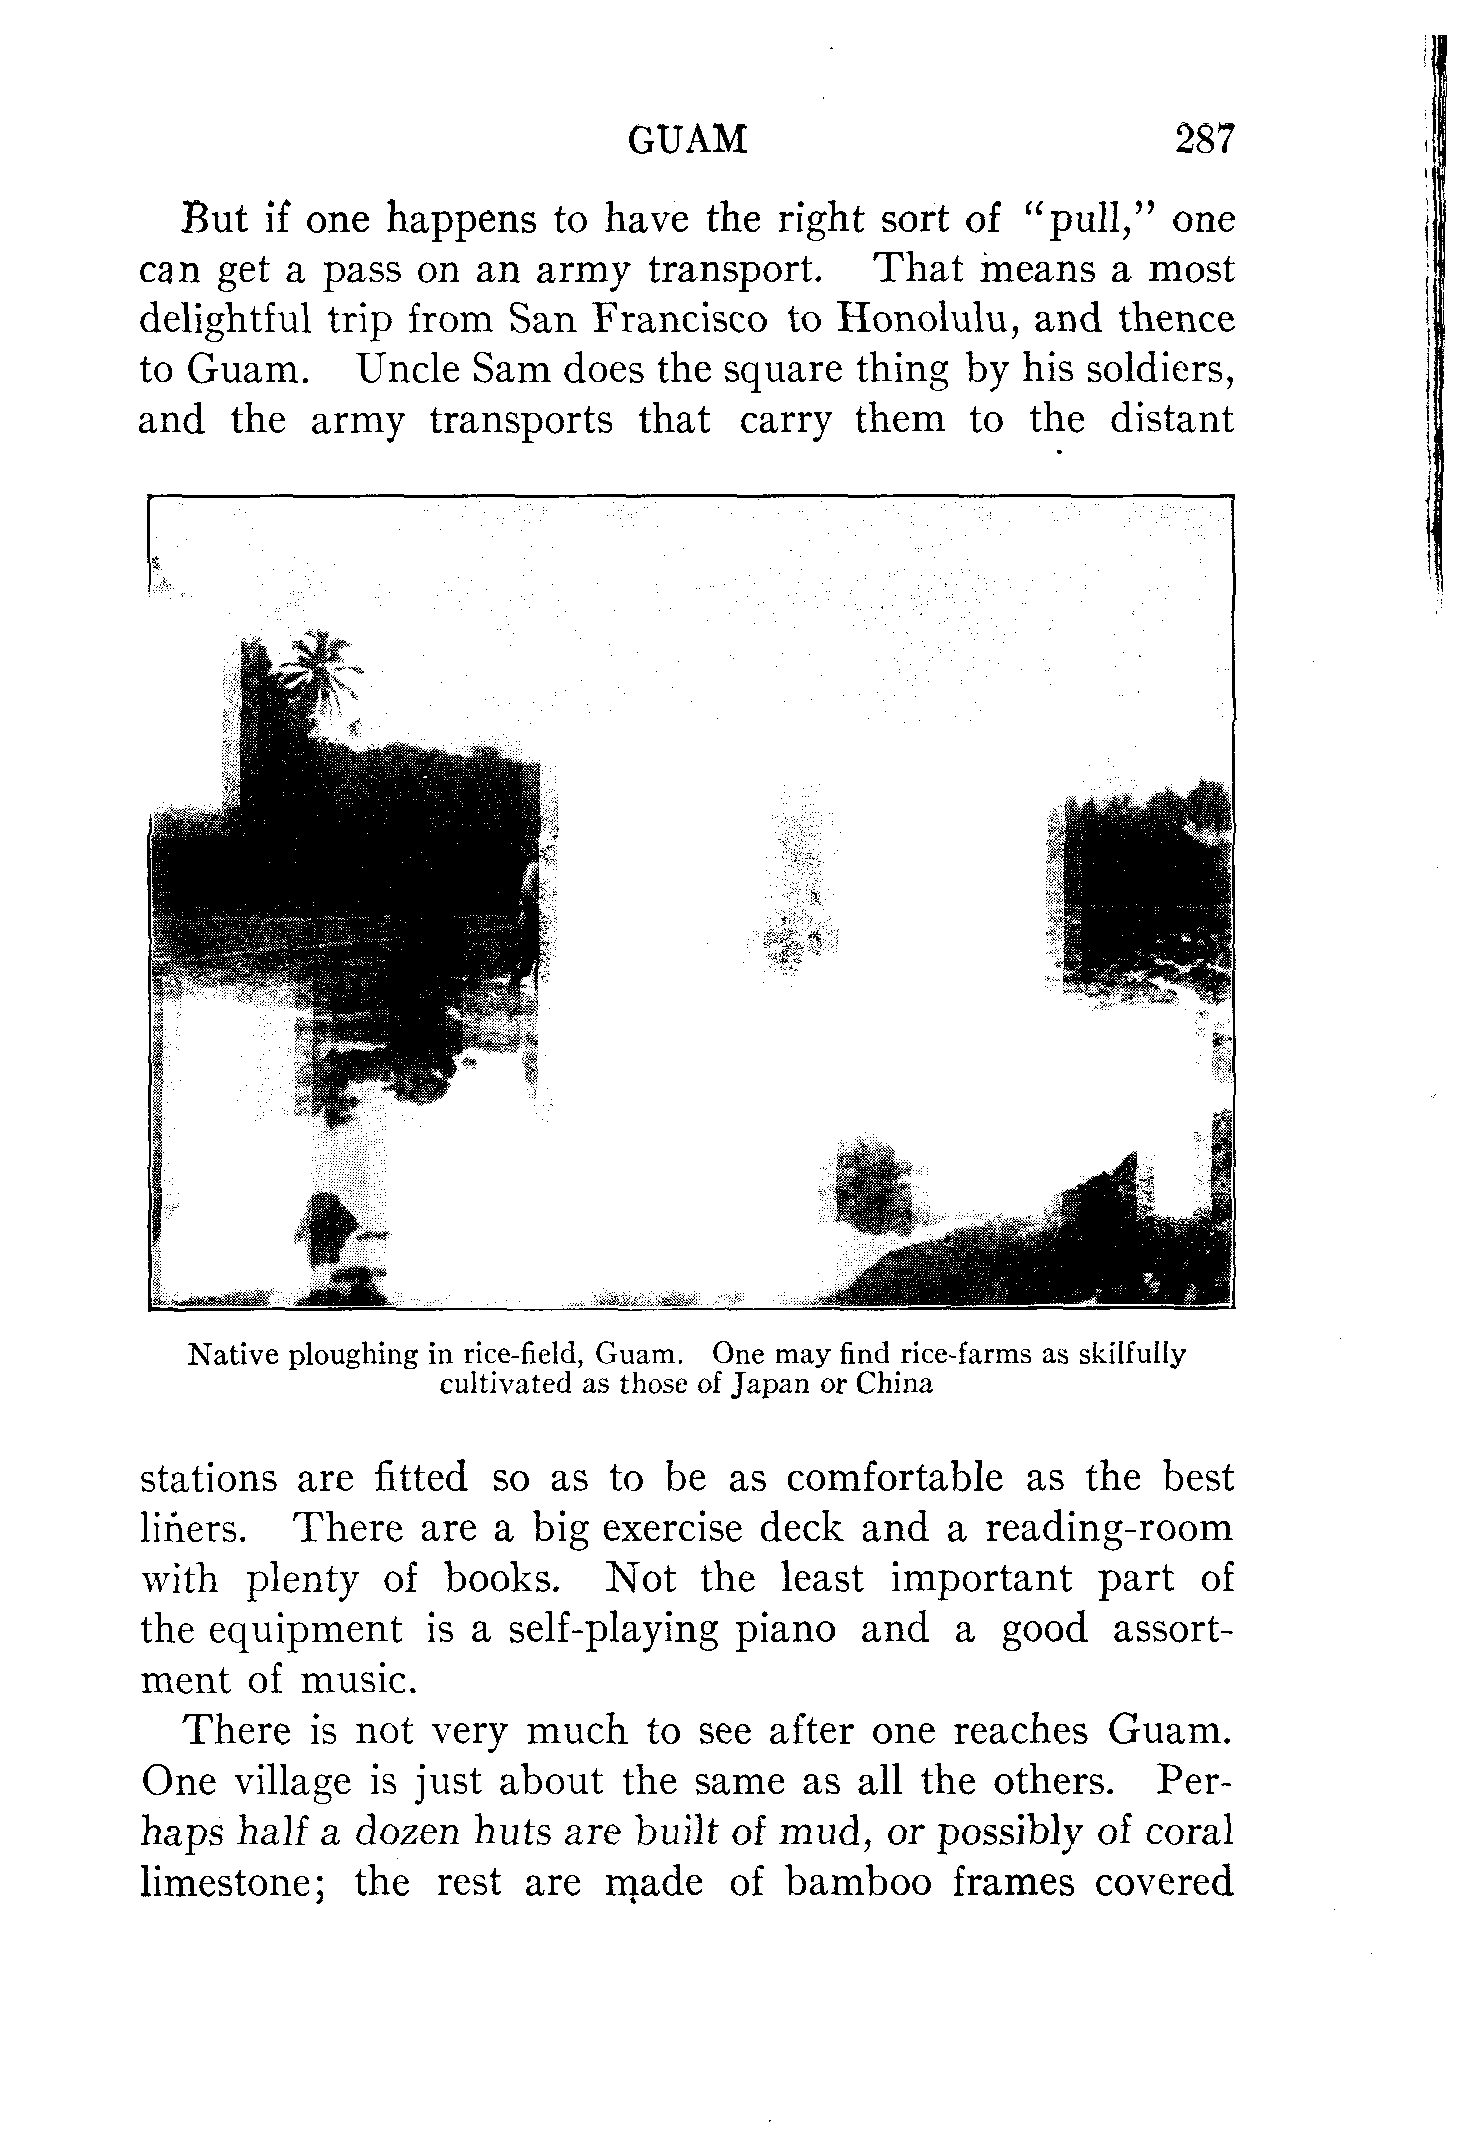 GUAM 287
But if one happens to have the right sort of “pull,” one
can get a pass on an army transport. That means a most
delightful trip from San Francisco to Honolulu, and thence
to Guam. Uncle Sam does the square thing by his soldiers,
and the army transports that carry them to the distant
Native ploughing in rice-field, Guam. One may find rice-farms as skilfully
cultivated as those of Japan or China
stations are fitted so as to be as comfortable as the best
liners. There are a big exercise deck and a reading-room
with plenty of books. Not the least important part of
the equipment is a self-playing piano and a good assort-
ment of music.
There is not very much to see after one reaches Guam.
One village is just about the same as all the others. Per-
haps half a dozen huts are built of mud, or possibly of coral
limestone; the rest are made of bamboo frames covered